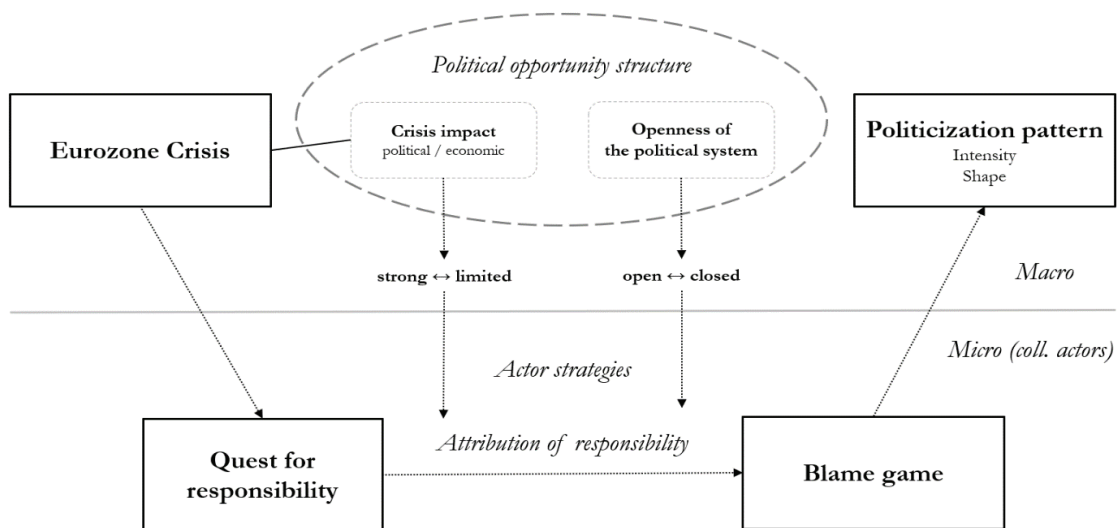 Political opportunity structure
Eurozone Crisis
Crisis impact
political / economic
Openness of
the political system
Politicization pattern
Intensity
Shape
strong ↔ limited
open ↔ closed
Macro
Micro (coll. actors)
Actor strategies
Attribution of responsibility
Quest for
responsibility
Blame game